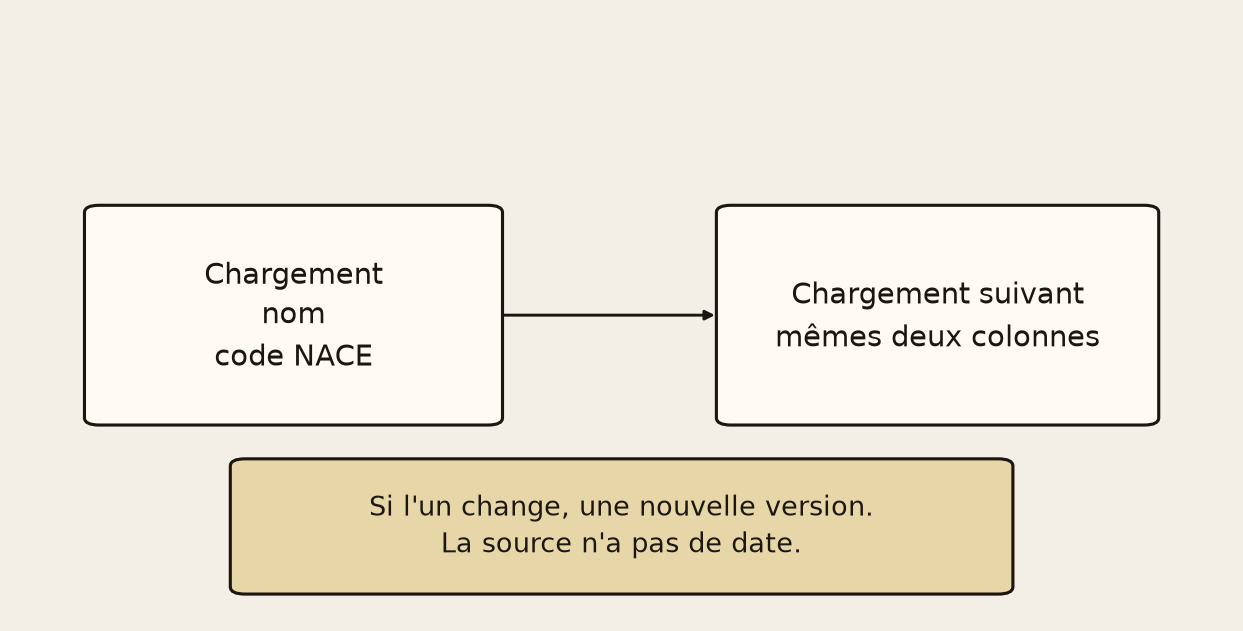 Chargement
nom
code NACE
Chargement suivant
mêmes deux colonnes
Si l'un change, une nouvelle version.
La source n'a pas de date.